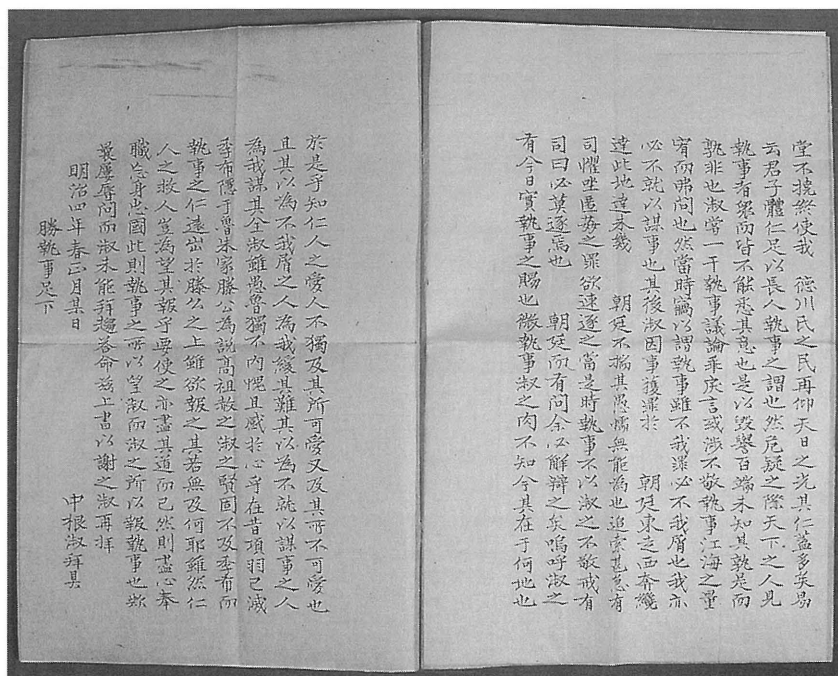 堂不撓終使我　德川氏之民再仰天日之光其仁蓋多矣易
云君子體仁足以長人執事之謂也然危疑之際天下之人見
執事者衆而皆不能悉其意也是以毀譽百端未知其孰是而
孰非也淑嘗一干執事議論乖戾言或涉不敬執事江海之量
宥而弗問也然當時竊以謂執事雖不我罪必不我屑也我亦
必不就以謀事也其後淑因事獲罪於　朝廷東走西奔纔
達此地達未幾　朝廷不揣其愚懦無能為也追索甚急有
司懼坐匿莽之罪欲速逐之當是時執事不以淑之不敬戒有
司曰必莫逐焉也　朝廷而有問余必解辯之矣嗚呼淑之
有今日實執事之賜也微執事淑之肉不知今其在于何地也
於是乎知仁人之愛人不獨及其所可愛又及其所不可愛也
且其以為不我屑之人為我緩其難其以為不就以謀事之人
為我謀其全淑雖愚魯獨不内愧且感於心乎在昔項羽已滅
季布隱于魯朱家滕公為說高祖赦之淑之賢固不及季布而
執事之仁遠出於滕公之上雖欲報之其若無及何耶雖然仁
人之救人豈為望其報乎要使之亦盡其道而已然則盡心奉
職忘身忠國此則執事之所以望淑而淑之所以報執事也歟
曩屢辱問而淑未能拜趨答命茲上書以謝之淑再拜
明治四年春正月某日
中根淑拜具
勝執事足下